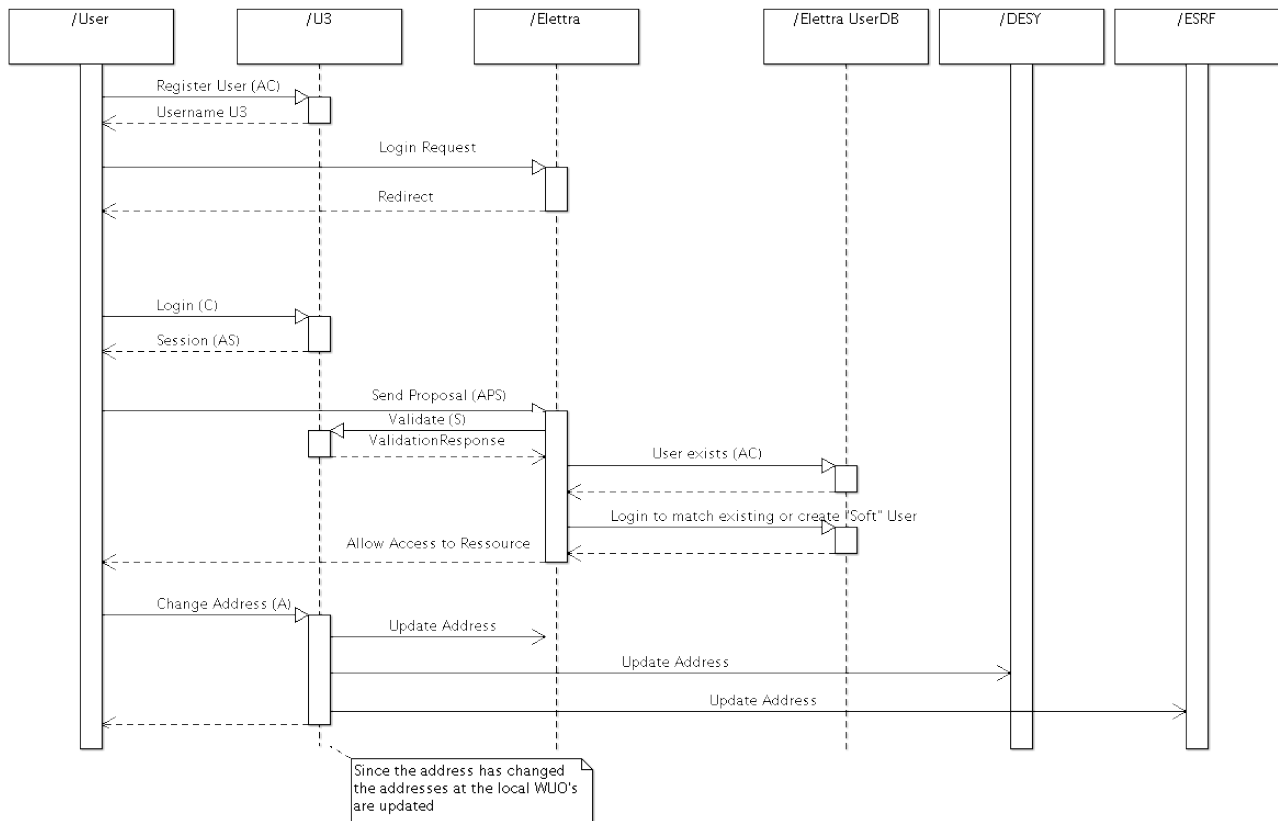 /User
/U3
/Elettra
/Elettra UserDB
/DESY
/ESRF
Register User (AC)
Username U3
Login Request
Redirect
Login (C)
Session (AS)
Send Proposal (APS)
Validate (S)
ValidationResponse
User exists (AC)
Login to match existing or create "Soft" User
Allow Access to Ressource
Change Address (A)
Update Address
Update Address
Update Address
Since the address has changed
the addresses at the local WUO's
are updated